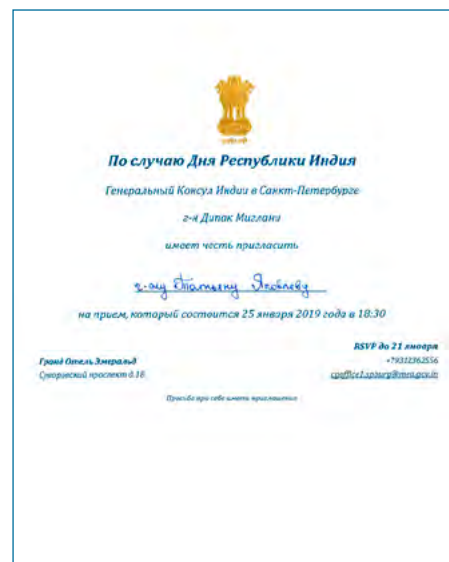 По случаю Дня Республики Индия
Генеральный Консул Индии в Санкт-Петербурге
г-н Дипак Миглани
имеет честь пригласить
г-жу Татьяну Яковлеву
на прием, который состоится 25 января 2019 года в 18:30
RSVP до 21 января
Гранд Отель Эмеральд
Суворовский проспект д.18
Просьба при себе иметь приглашение